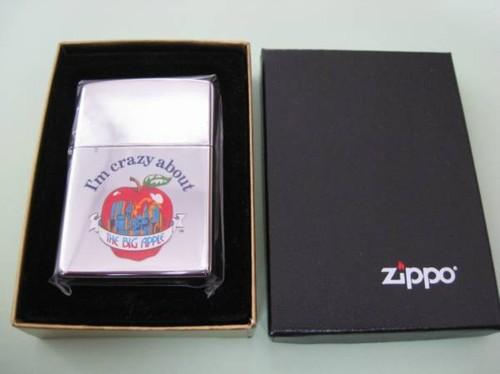 I'm crazy about
THE BIG APPLE
zippo